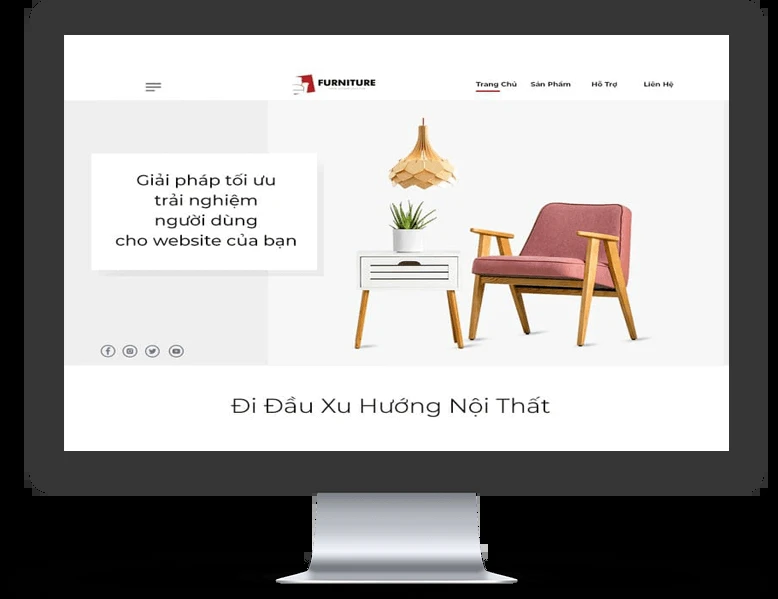 FURNITURE
Trang Chủ Sản Phẩm Hỗ Trợ Liên Hệ
Giải pháp tối ưu
trải nghiệm
người dùng
cho website của bạn
Đi Đầu Xu Hướng Nội Thất